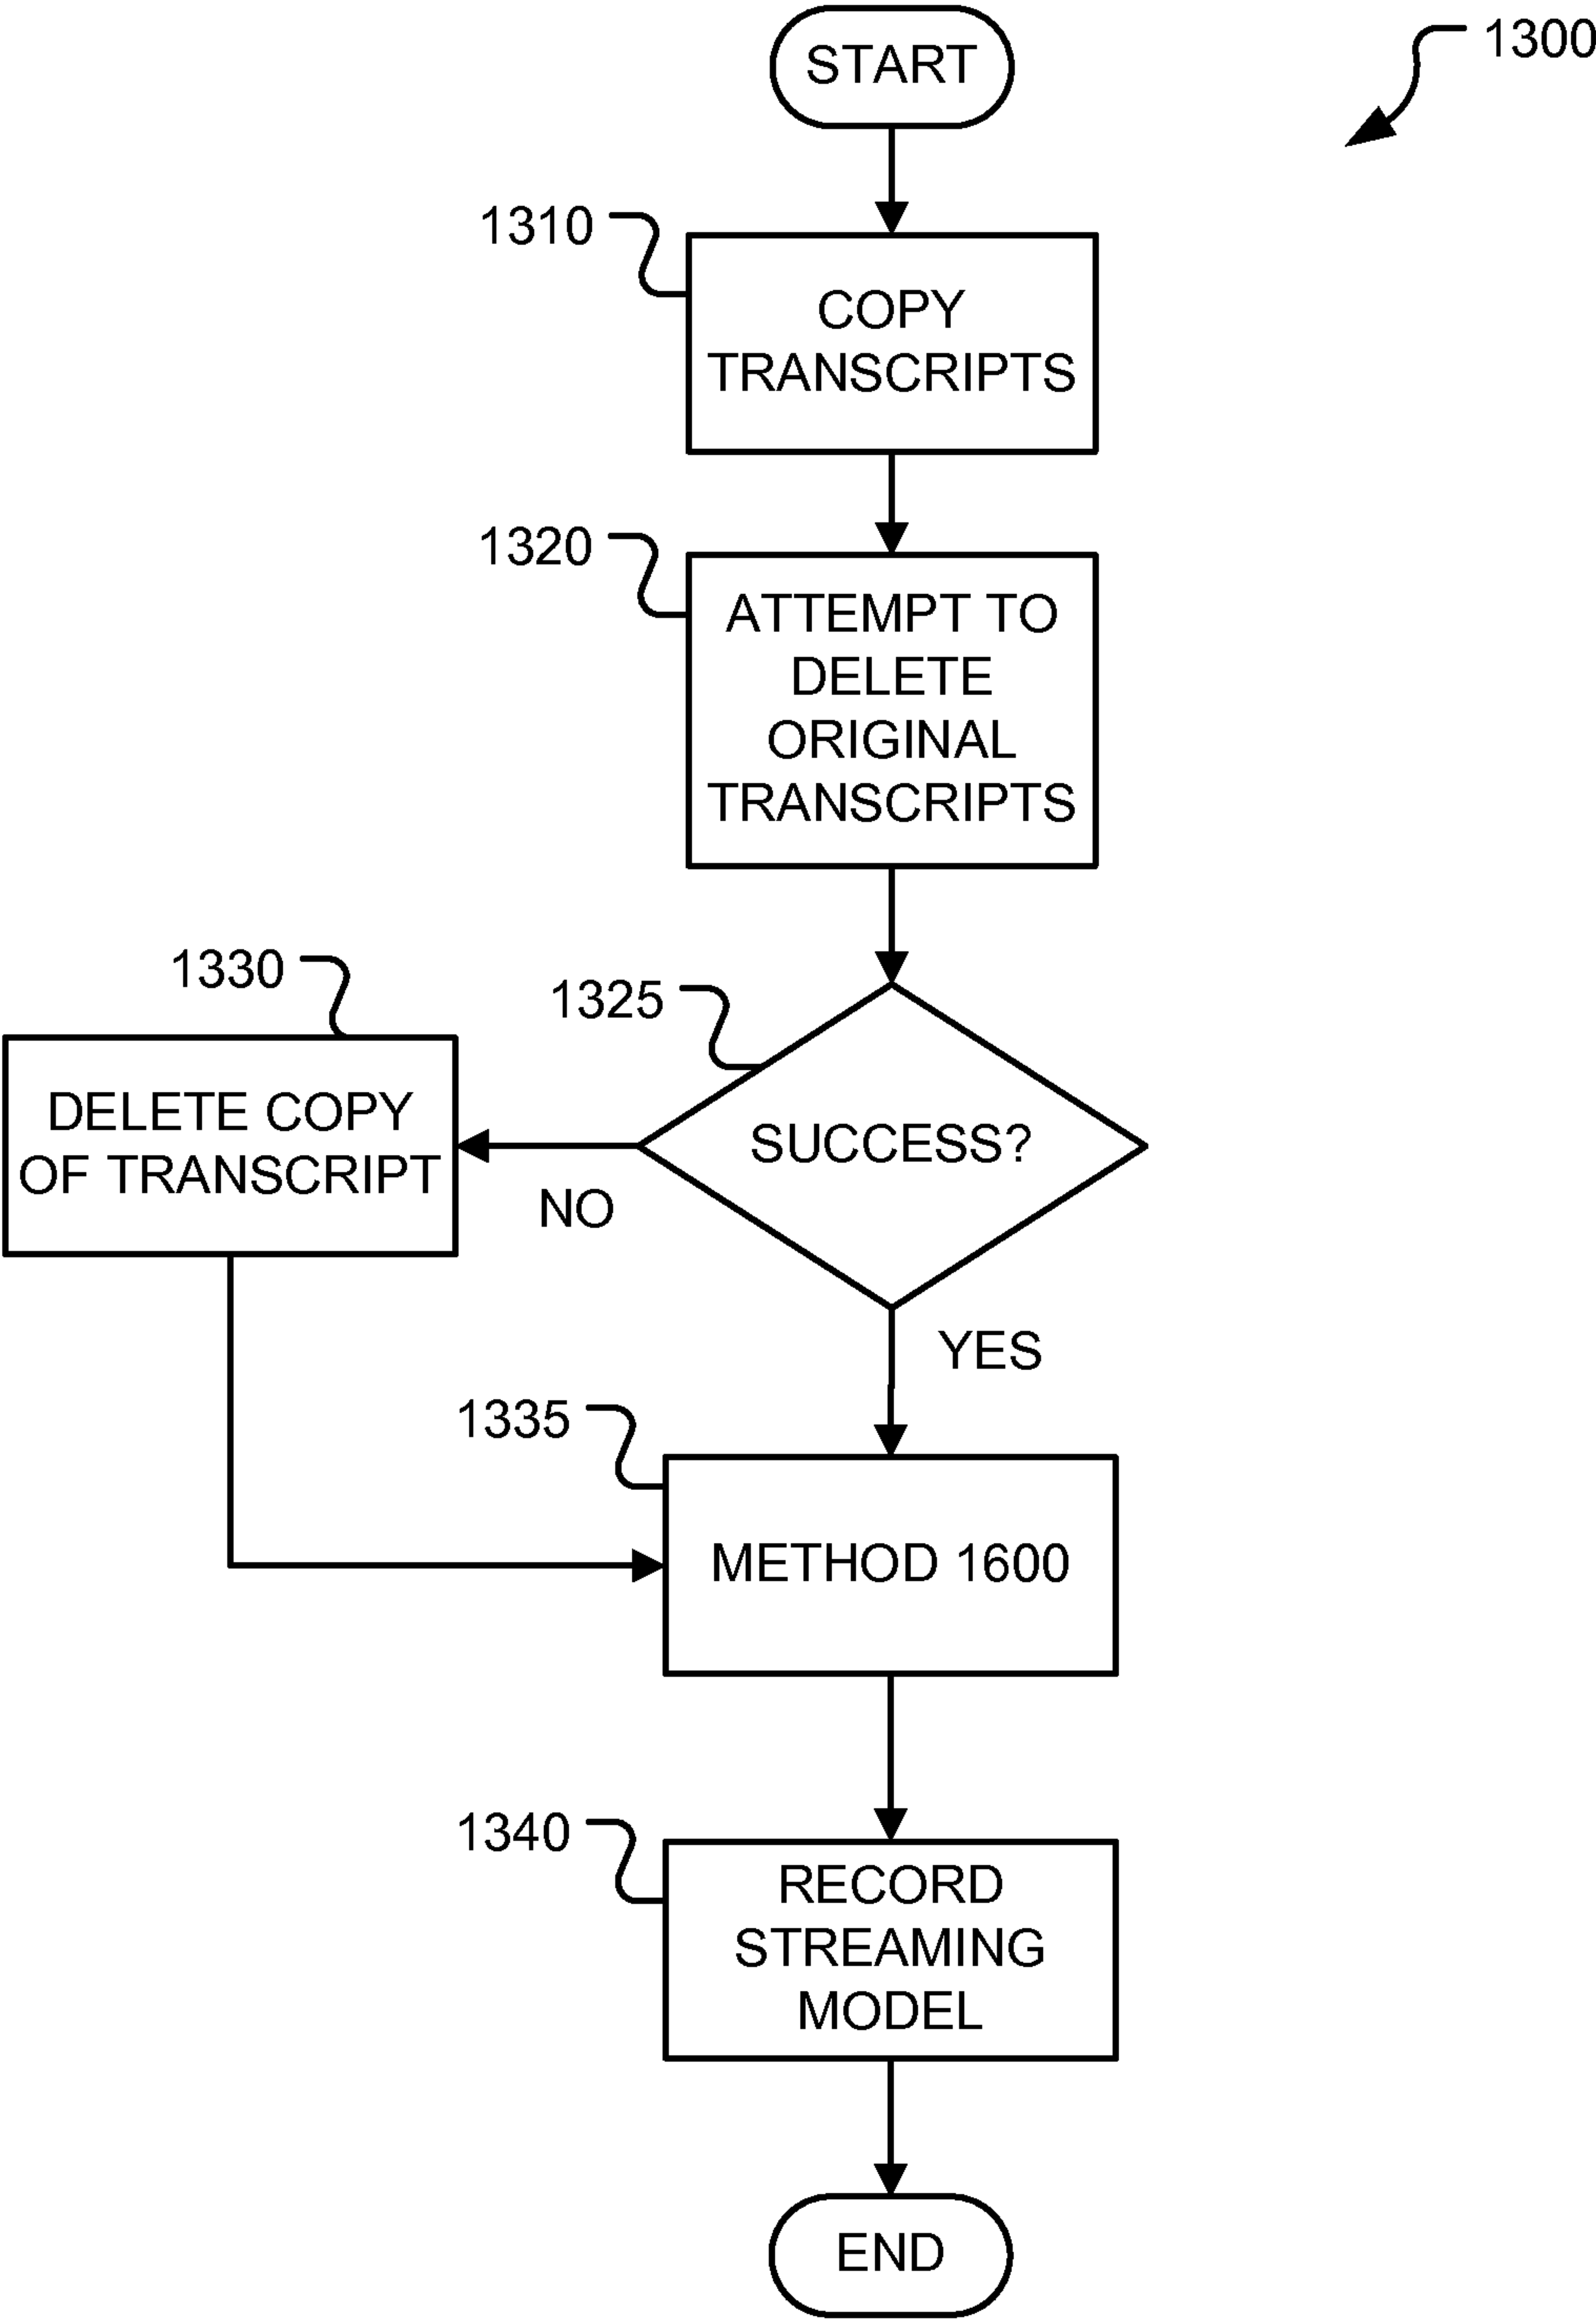 START
1300
1310
COPY
TRANSCRIPTS
1320
ATTEMPT TO
DELETE
ORIGINAL
TRANSCRIPTS
1330
1325
DELETE COPY
OF TRANSCRIPT
SUCCESS?
NO
YES
1335
METHOD 1600
1340
RECORD
STREAMING
MODEL
END